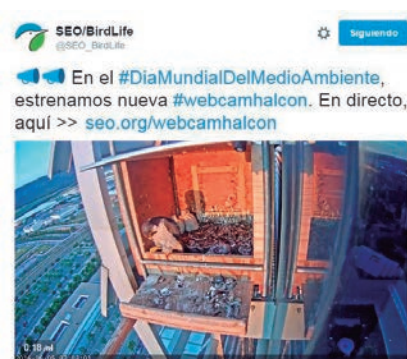 SEO/BirdLife
@SEO_BirdLife
Siguiendo
En el #DiaMundialDelMedioAmbiente,
estrenamos nueva #webcamhalcon. En directo,
aquí >> seo.org/webcamhalcon
0:18